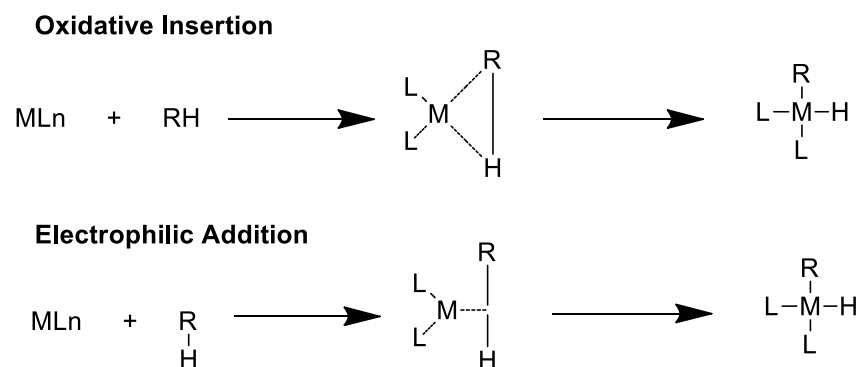 Oxidative Insertion
R
L
R
MLn + RH M L–M–H
L
L
H
Electrophilic Addition
R
L
R
MLn + R M L–M–H
H
L
L
H